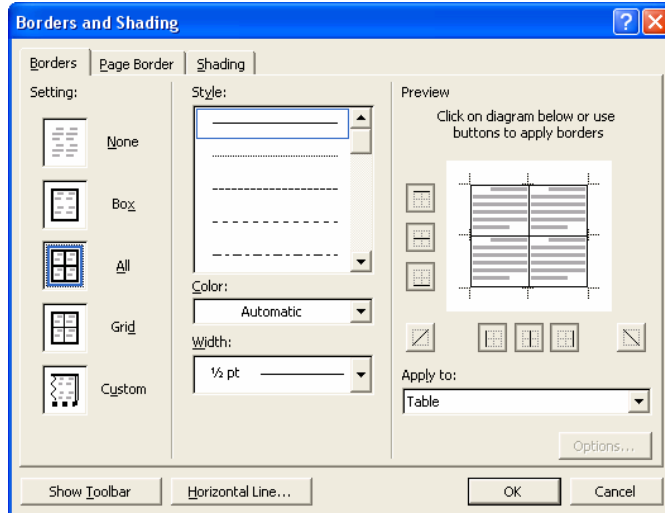 Borders and Shading
Borders
Page Border
Shading
Setting:
None
Box
All
Grid
Custom
Style:
Color:
Automatic
Width:
½ pt
Preview
Click on diagram below or use
buttons to apply borders
Apply to:
Table
Options...
Show Toolbar
Horizontal Line...
OK
Cancel